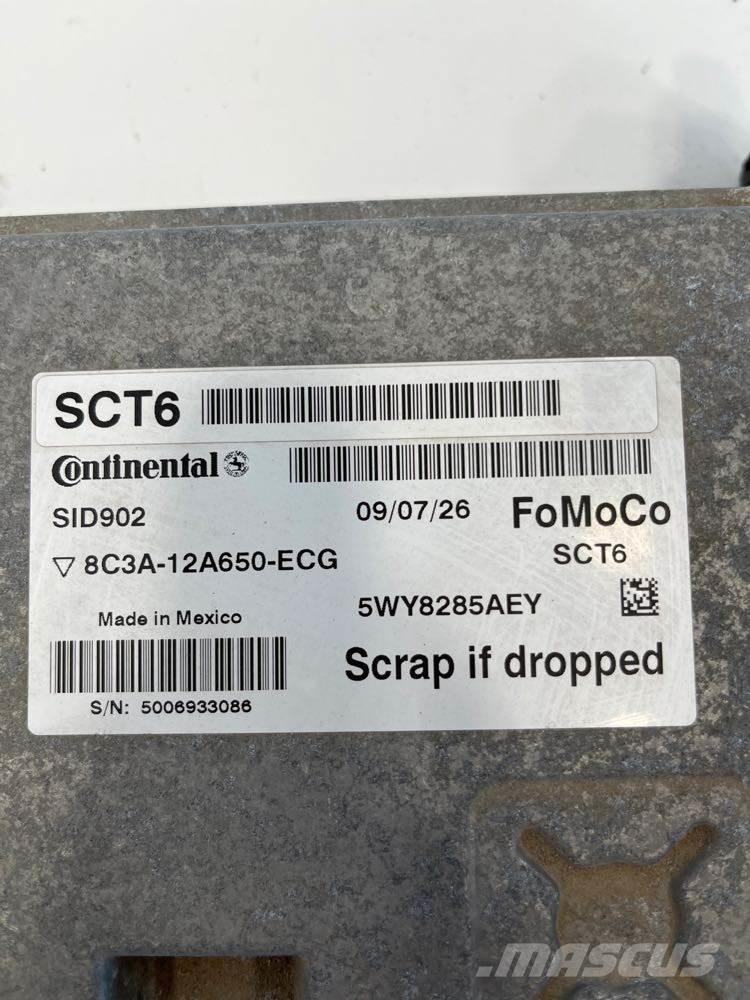 SCT6
Continental
SID902
09/07/26
FoMoCo
▽ 8C3A-12A650-ECG
SCT6
Made in Mexico
5WY8285AEY
Scrap if dropped
S/N: 5006933086
MASCUS